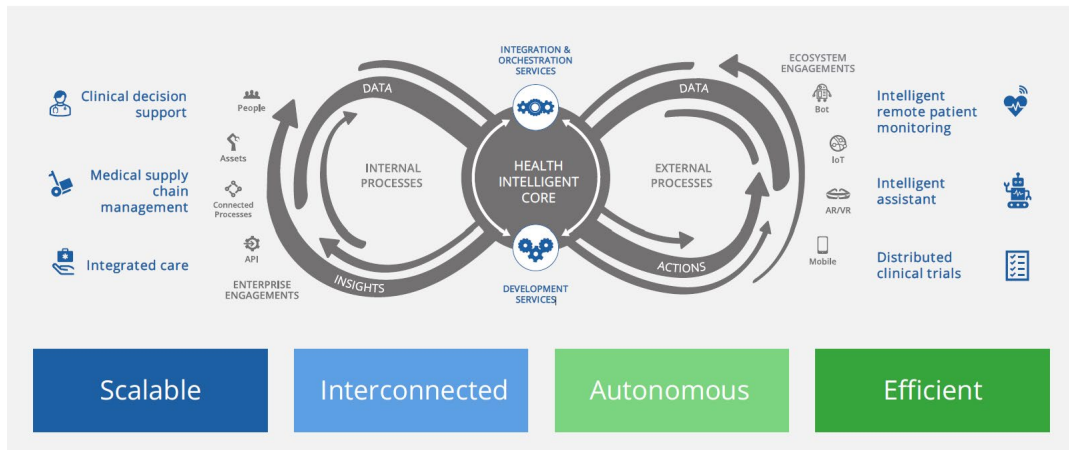 INTEGRATION &
ORCHESTRATION
SERVICES
Clinical decision
support
Medical supply
chain
management
Integrated care
People
Assets
Connected
Processes
API
ENTERPRISE
ENGAGEMENTS
DATA
INTERNAL
PROCESSES
INSIGHTS
HEALTH
INTELLIGENT
CORE
DEVELOPMENT
SERVICES
DATA
EXTERNAL
PROCESSES
ACTIONS
ECOSYSTEM
ENGAGEMENTS
Bot
IoT
AR/VR
Mobile
Intelligent
remote patient
monitoring
Intelligent
assistant
Distributed
clinical trials
Scalable
Interconnected
Autonomous
Efficient